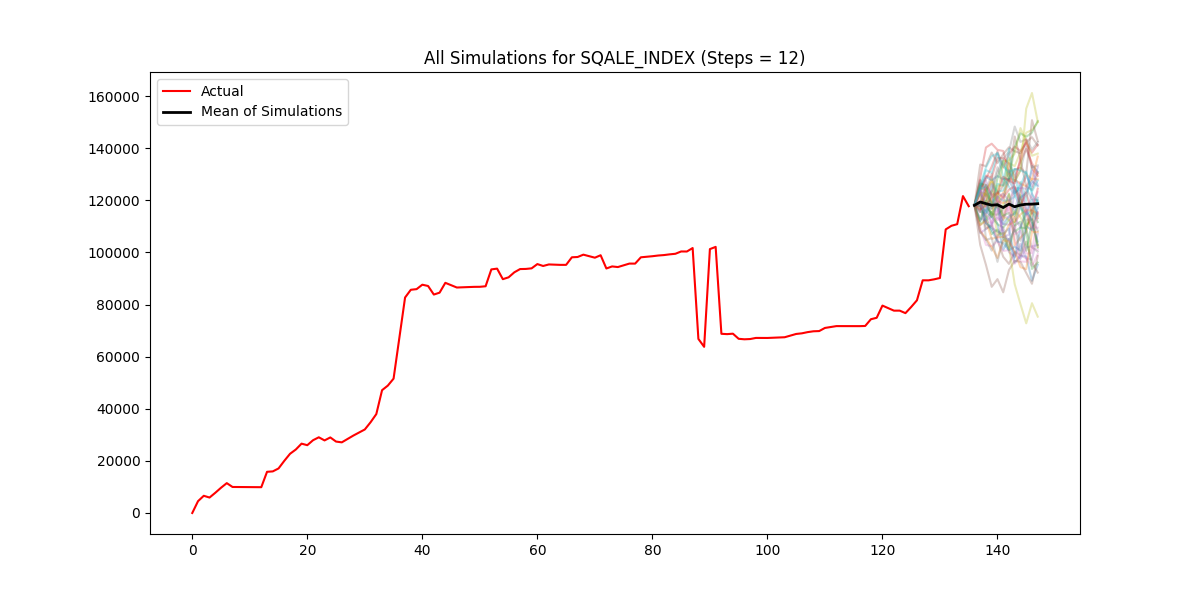 All Simulations for SQALE_INDEX (Steps = 12)
Actual
Mean of Simulations
160000
140000
120000
100000
80000
60000
40000
20000
0
0 20 40 60 80 100 120 140